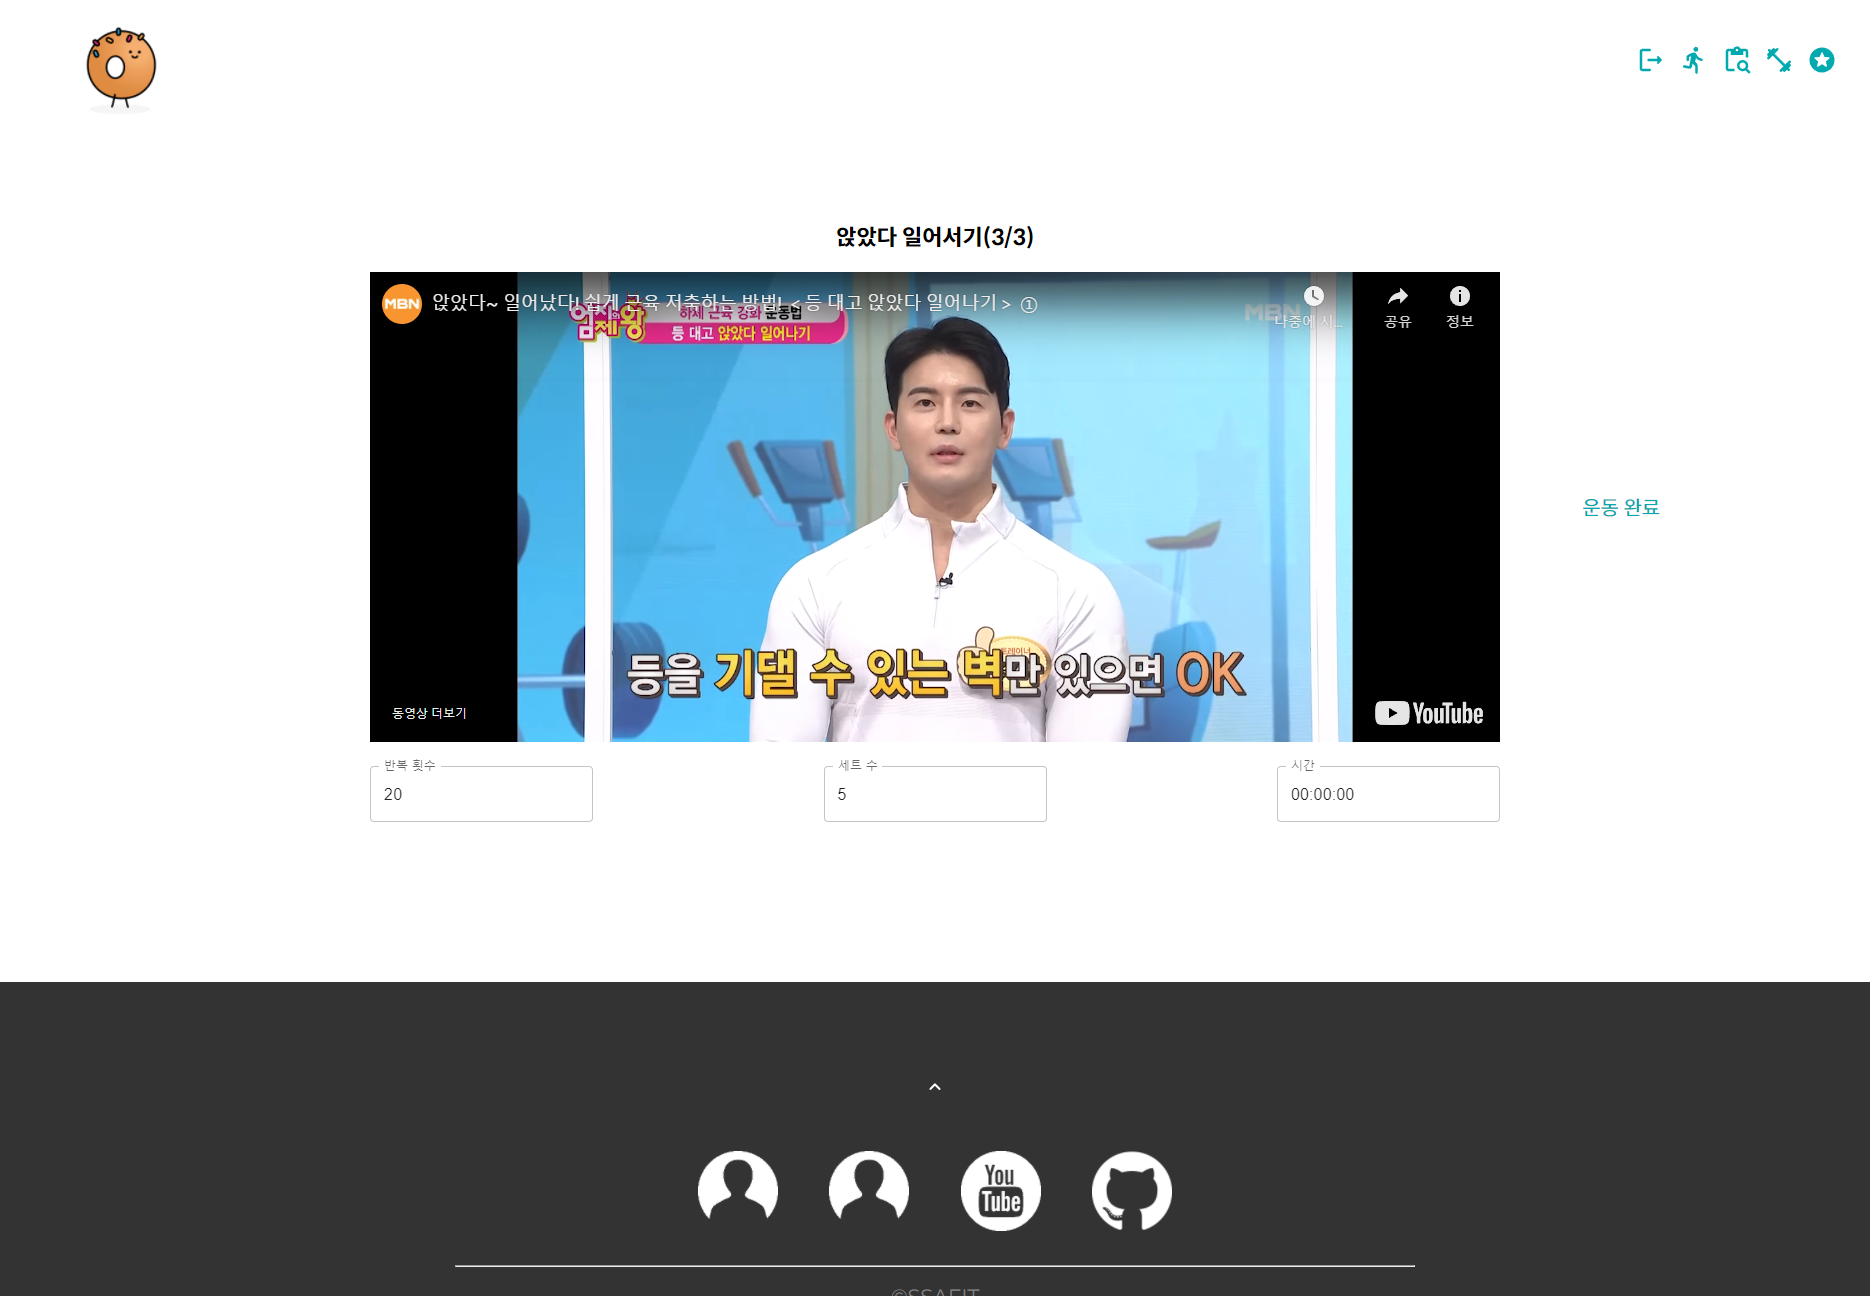 앉았다 일어서기(3/3)
MBN
앉았다~ 일어났다! 쉽게 근육 저축하는 방법! < 등 대고 앉았다 일어나기 > ①
MBN
나중에 시...
공유
정보
엄지의 제왕
하체 근육 강화 운동법
등 대고 앉았다 일어나기
운동 완료
트레이너
등을 기댈 수 있는 벽만 있으면 OK
동영상 더보기
YouTube
반복 횟수
20
세트 수
5
시간
00:00:00
You
Tube
©SSAFIT